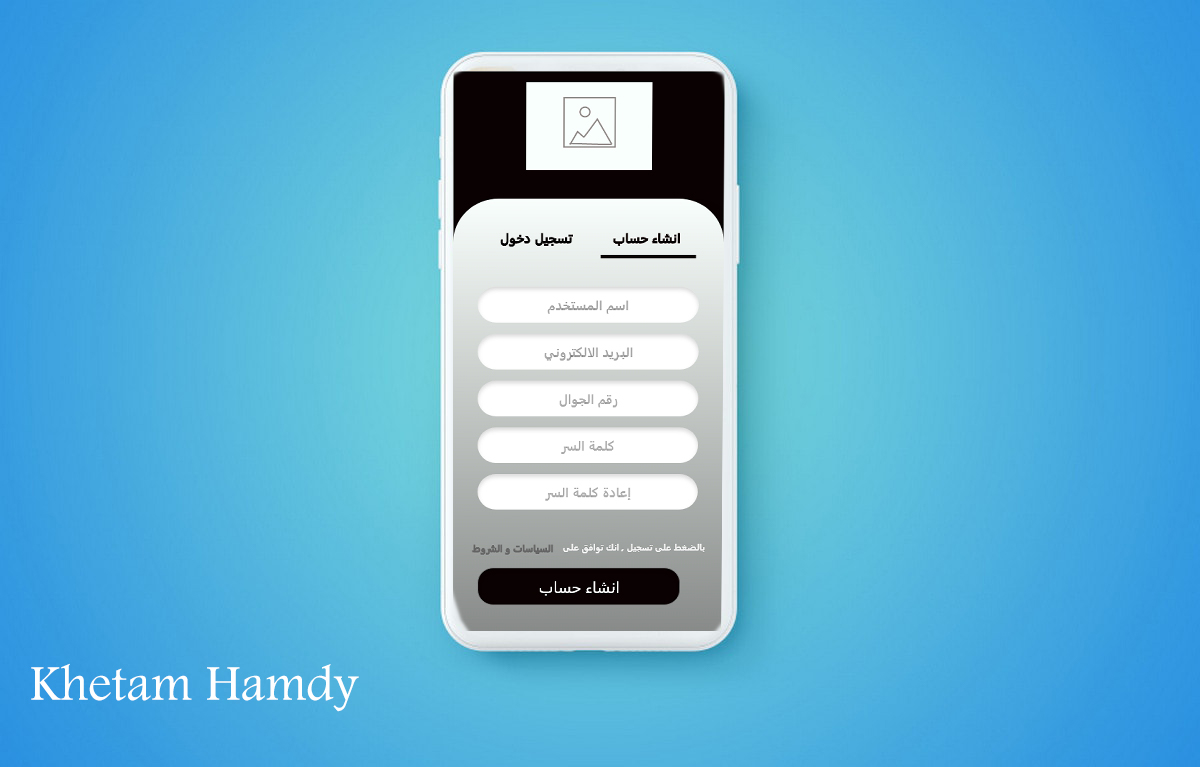 انشاء حساب
تسجيل دخول
اسم المستخدم
البريد الالكتروني
رقم الجوال
كلمة السر
إعادة كلمة السر
بالضغط على تسجيل , انك توافق على السياسات و الشروط
انشاء حساب
Khetam Hamdy